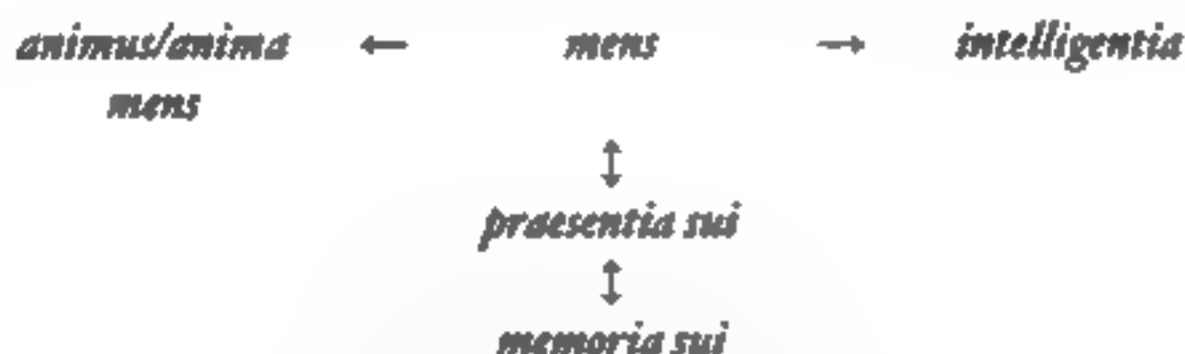 animus/anima ← mens → intelligentia
mens
↕
praesentia sui
↕
memoria sui